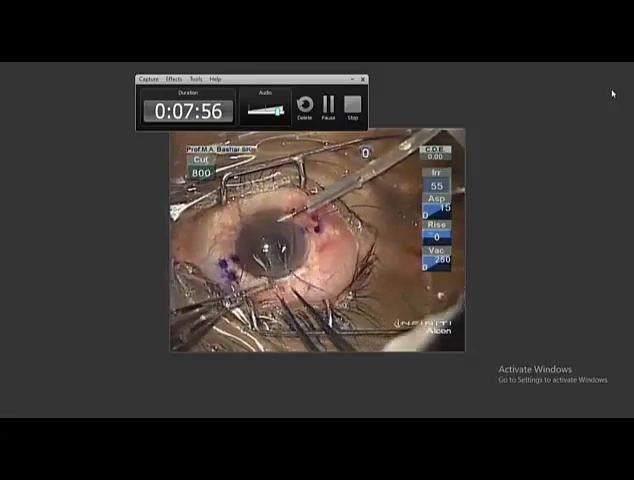 Capture Effects Tools Help
Duration
Audio
0:07:56
Delete
Pause
Stop
Prof.M.A. Bashar SK
Cut
800
0
C.D.E.
0.00
Irr
55
Asp
15
0
Rise
0
Vac
250
0
INFINITI
Alcon
Activate Windows
Go to Settings to activate Windows.